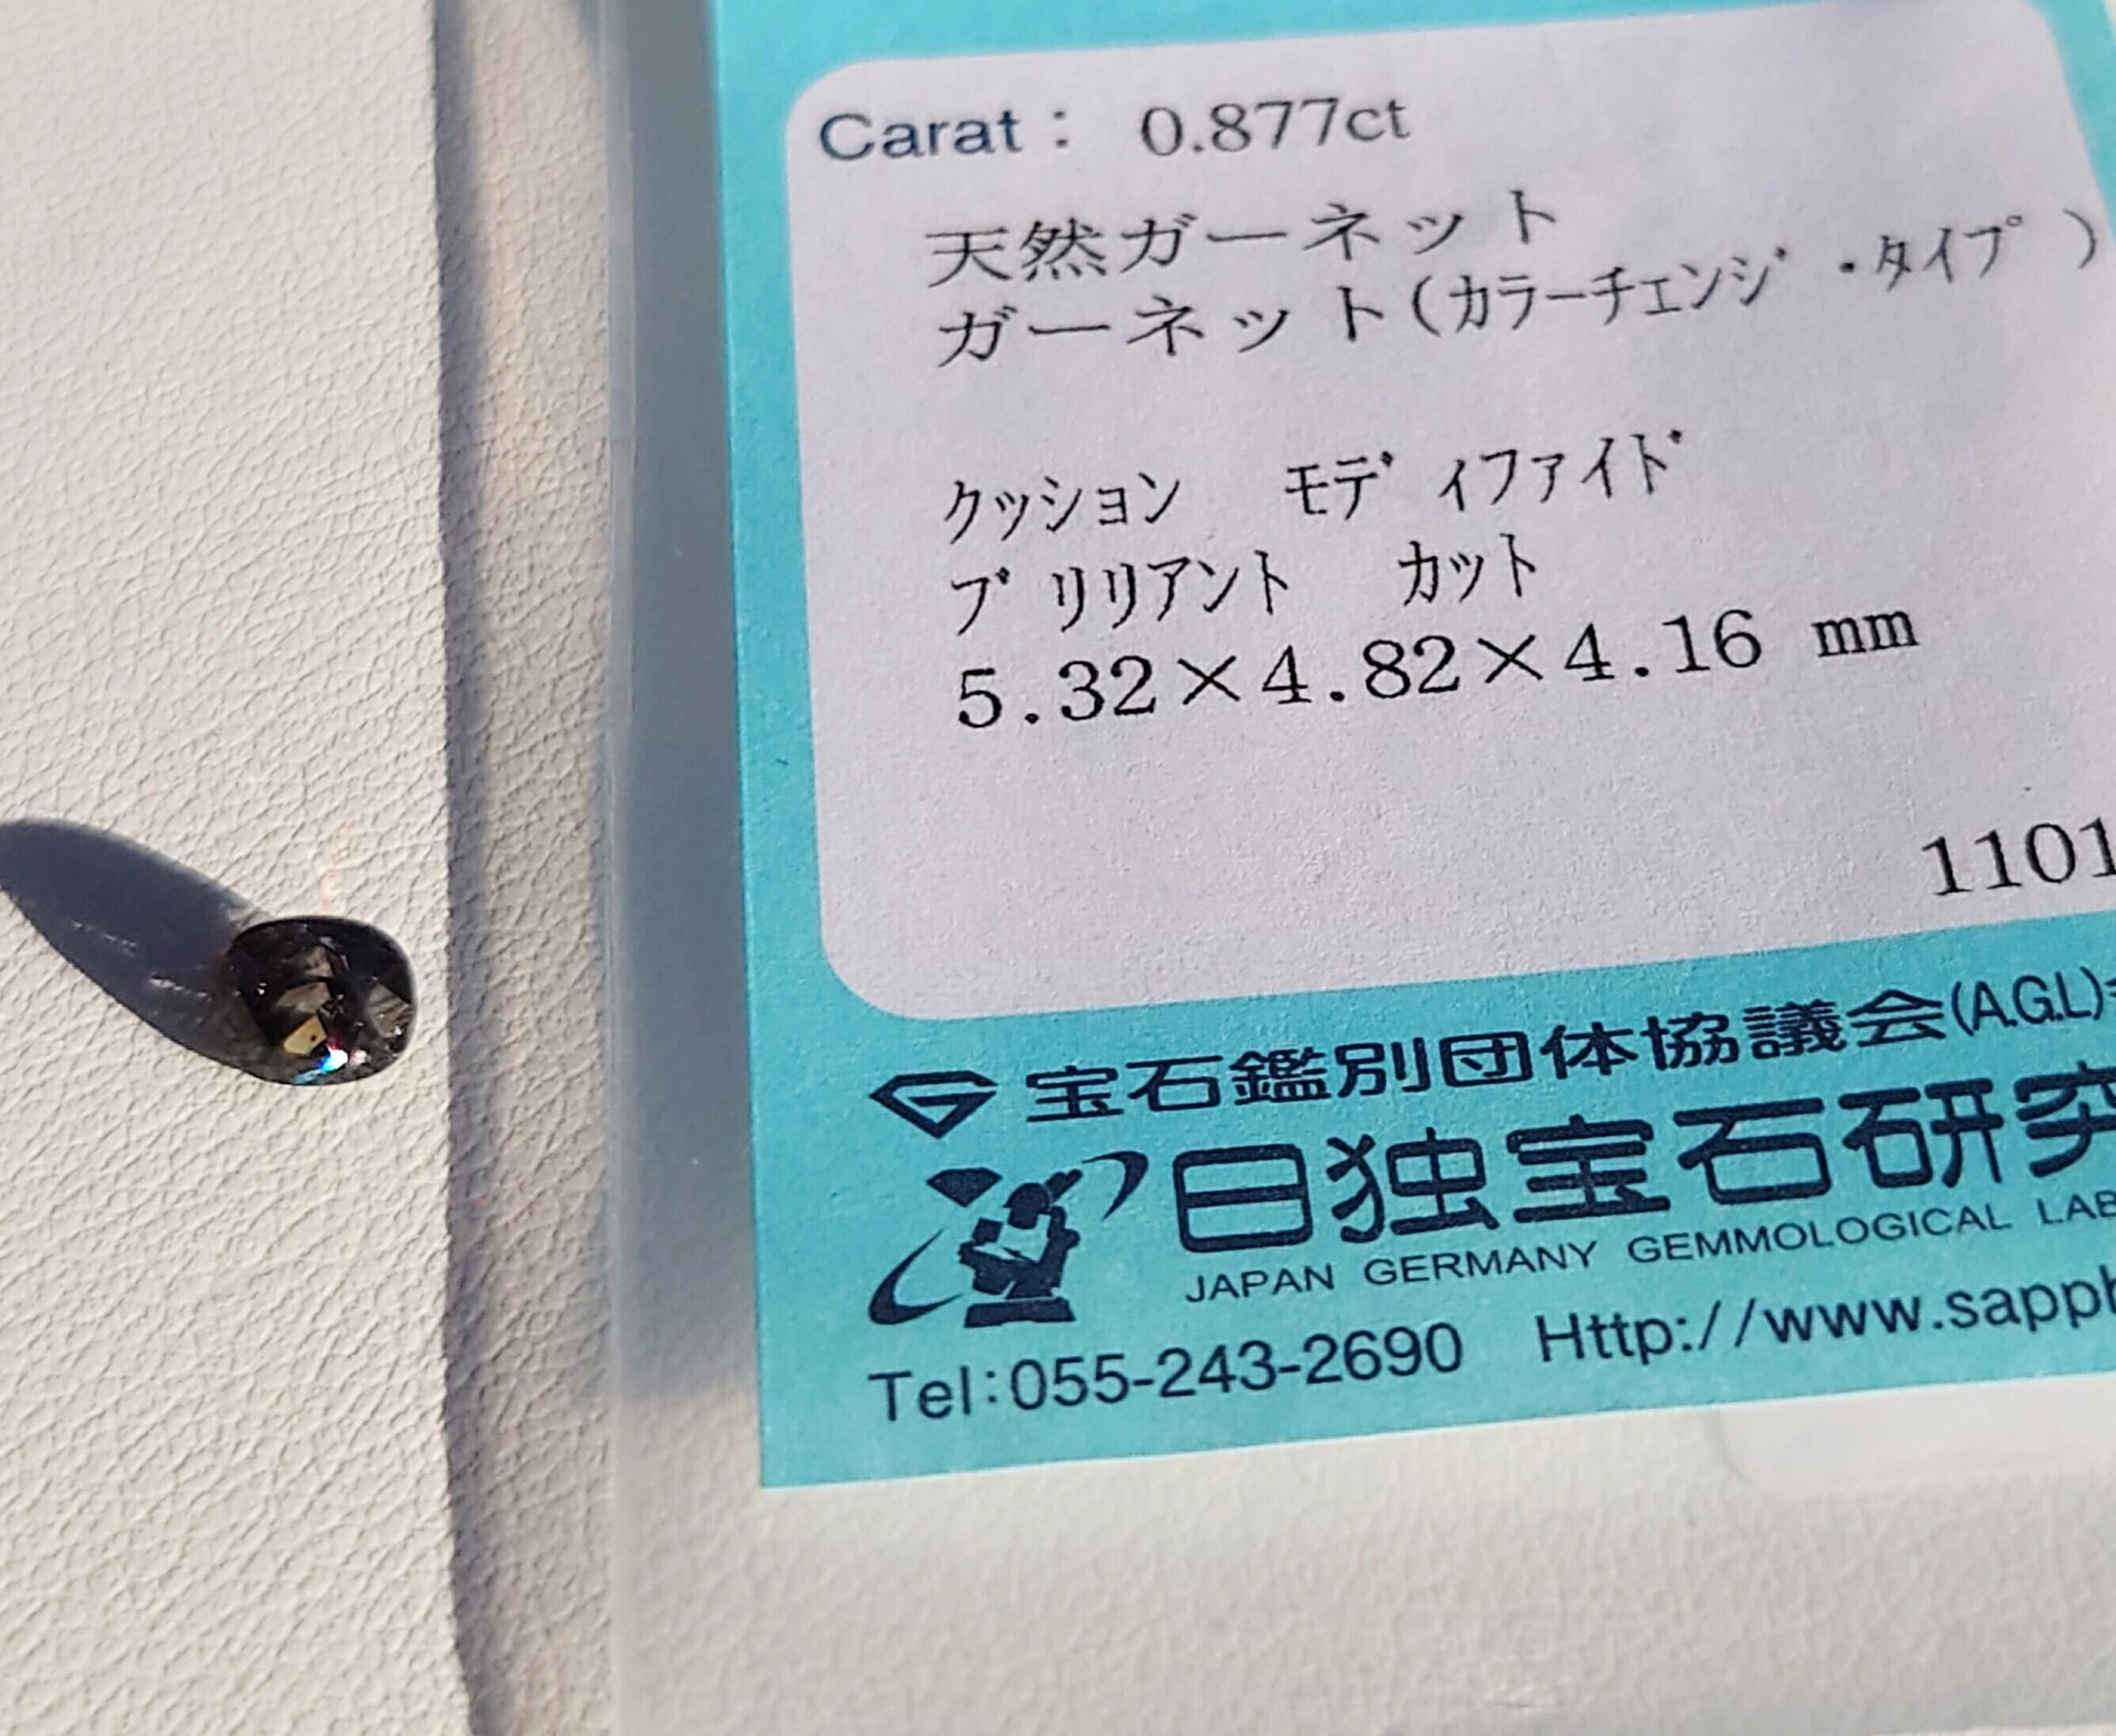 Carat： 0.877ct
天然ガーネット
ガーネット(ｶﾗｰﾁｪﾝｼﾞ・ﾀｲﾌﾟ)
ｸｯｼｮﾝ ﾓﾃﾞｨﾌｧｲﾄﾞ
ﾌﾞﾘﾘｱﾝﾄ ｶｯﾄ
5.32×4.82×4.16 mm
1101
宝石鑑別団体協議会(A.G.L)
日独宝石研究
JAPAN GERMANY GEMMOLOGICAL LAB
Tel:055-243-2690 Http://www.sapph